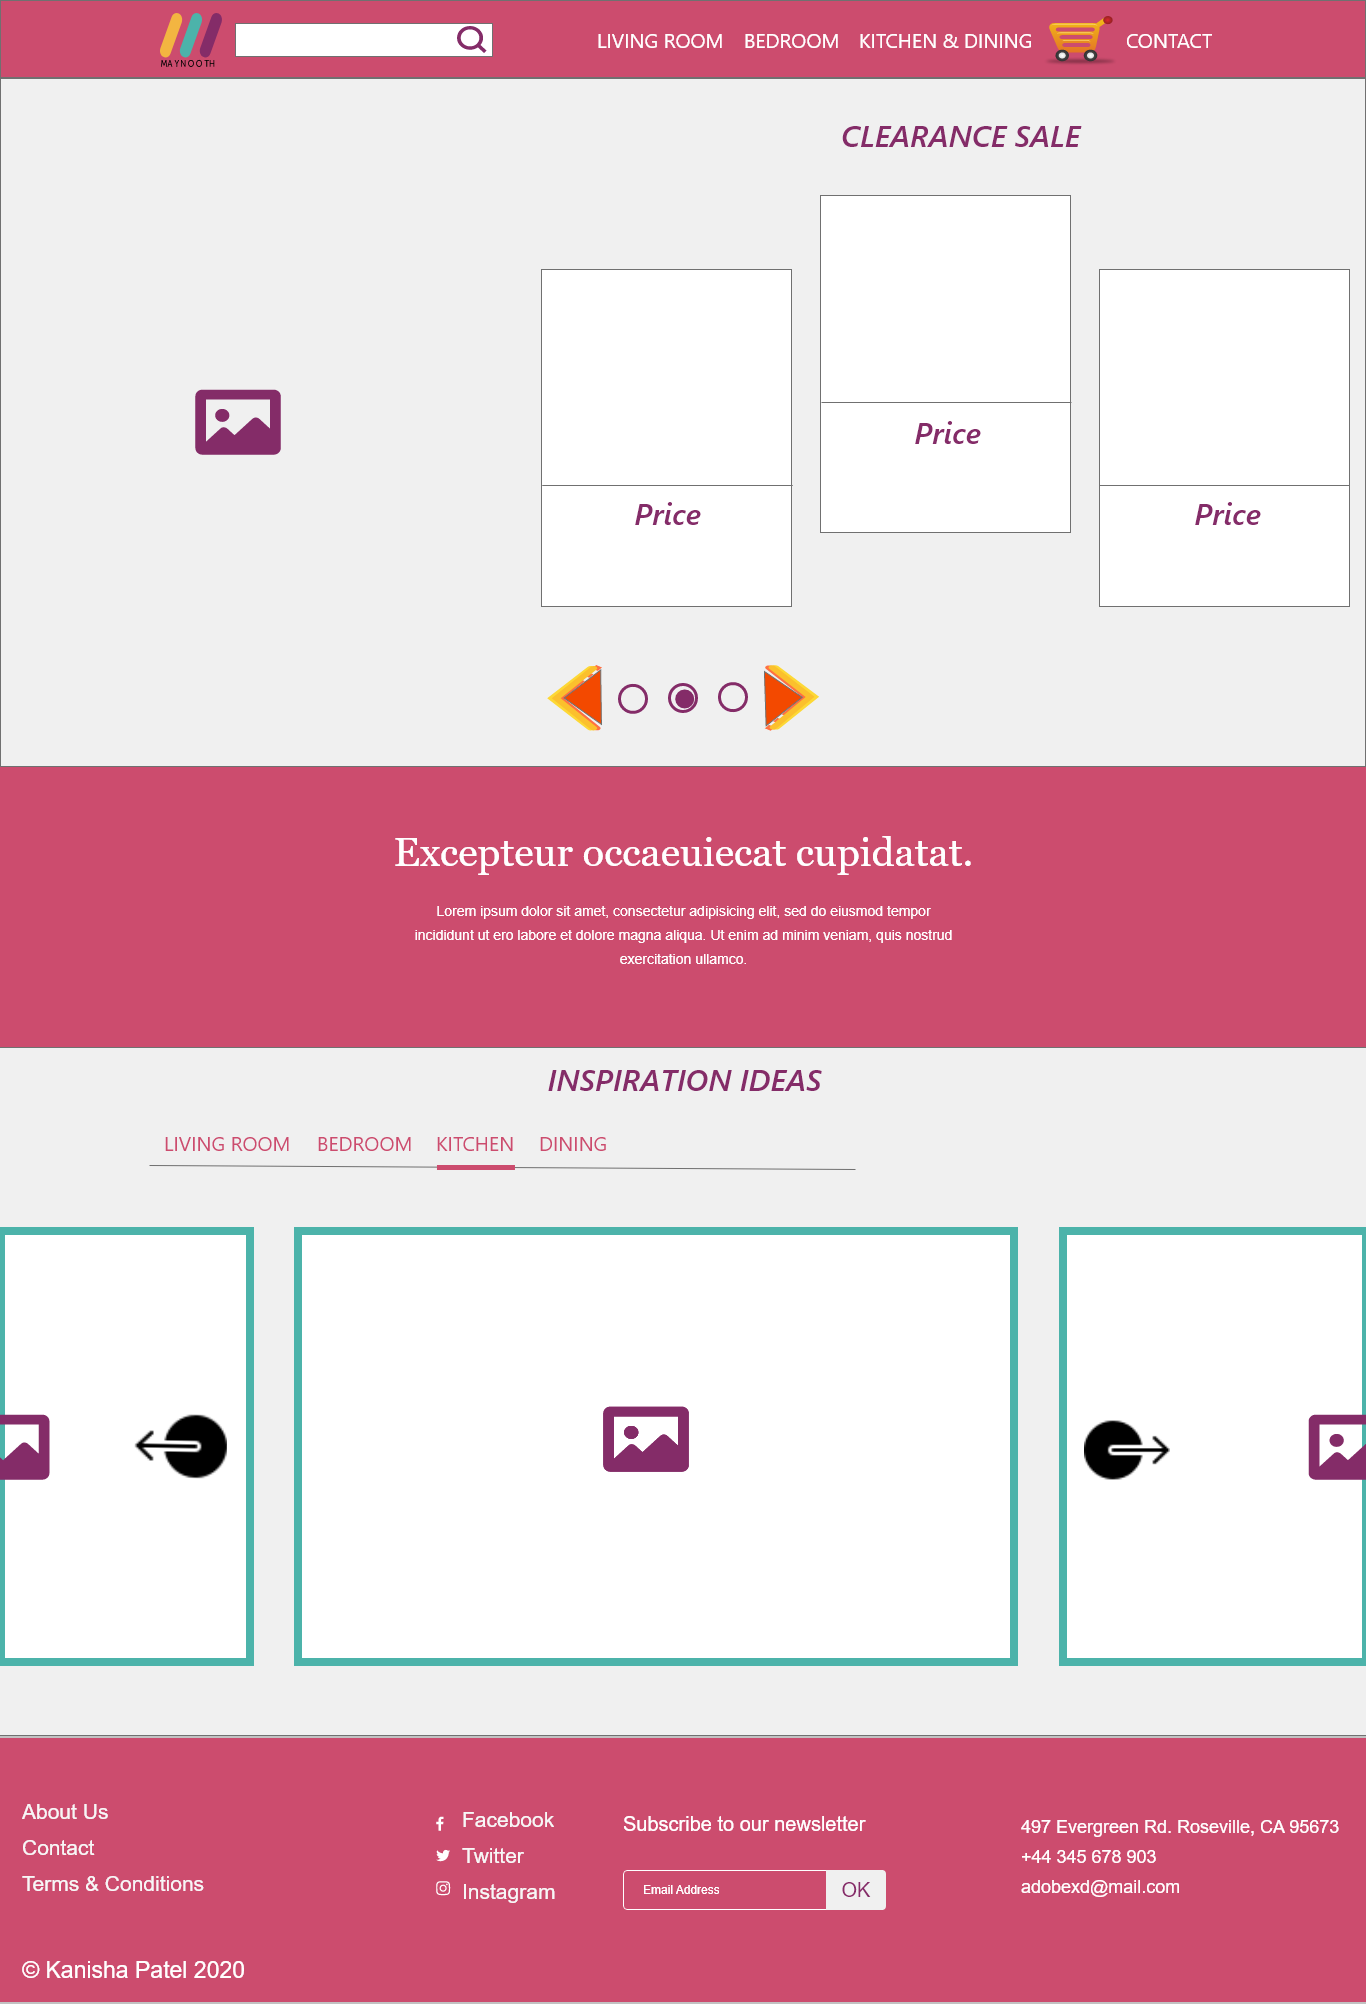 MAYNOOTH
LIVING ROOM BEDROOM KITCHEN & DINING CONTACT
CLEARANCE SALE
Price
Price
Price
Excepteur occaeuiecat cupidatat.
Lorem ipsum dolor sit amet, consectetur adipisicing elit, sed do eiusmod tempor
incididunt ut ero labore et dolore magna aliqua. Ut enim ad minim veniam, quis nostrud
exercitation ullamco.
INSPIRATION IDEAS
LIVING ROOM BEDROOM KITCHEN DINING
About Us
Contact
Terms & Conditions
Facebook
Twitter
Instagram
Subscribe to our newsletter
Email Address OK
497 Evergreen Rd. Roseville, CA 95673
+44 345 678 903
adobexd@mail.com
© Kanisha Patel 2020